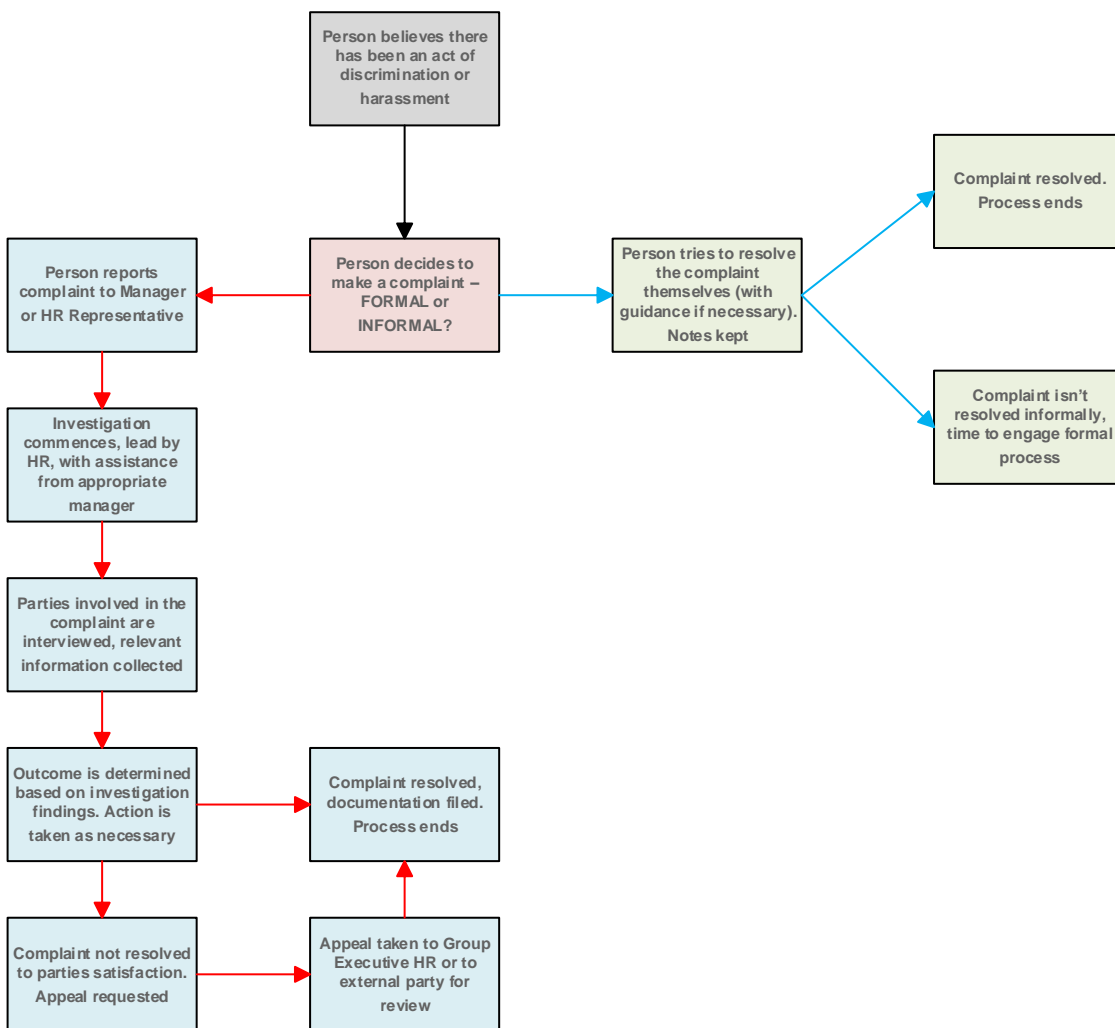 Person believes there
has been an act of
discrimination or
harassment
Complaint resolved.
Process ends
Person reports
complaint to Manager
or HR Representative
Person decides to
make a complaint –
FORMAL or
INFORMAL?
Person tries to resolve
the complaint
themselves (with
guidance if necessary).
Notes kept
Complaint isn’t
resolved informally,
time to engage formal
process
Investigation
commences, lead by
HR, with assistance
from appropriate
manager
Parties involved in the
complaint are
interviewed, relevant
information collected
Outcome is determined
based on investigation
findings. Action is
taken as necessary
Complaint resolved,
documentation filed.
Process ends
Complaint not resolved
to parties satisfaction.
Appeal requested
Appeal taken to Group
Executive HR or to
external party for
review